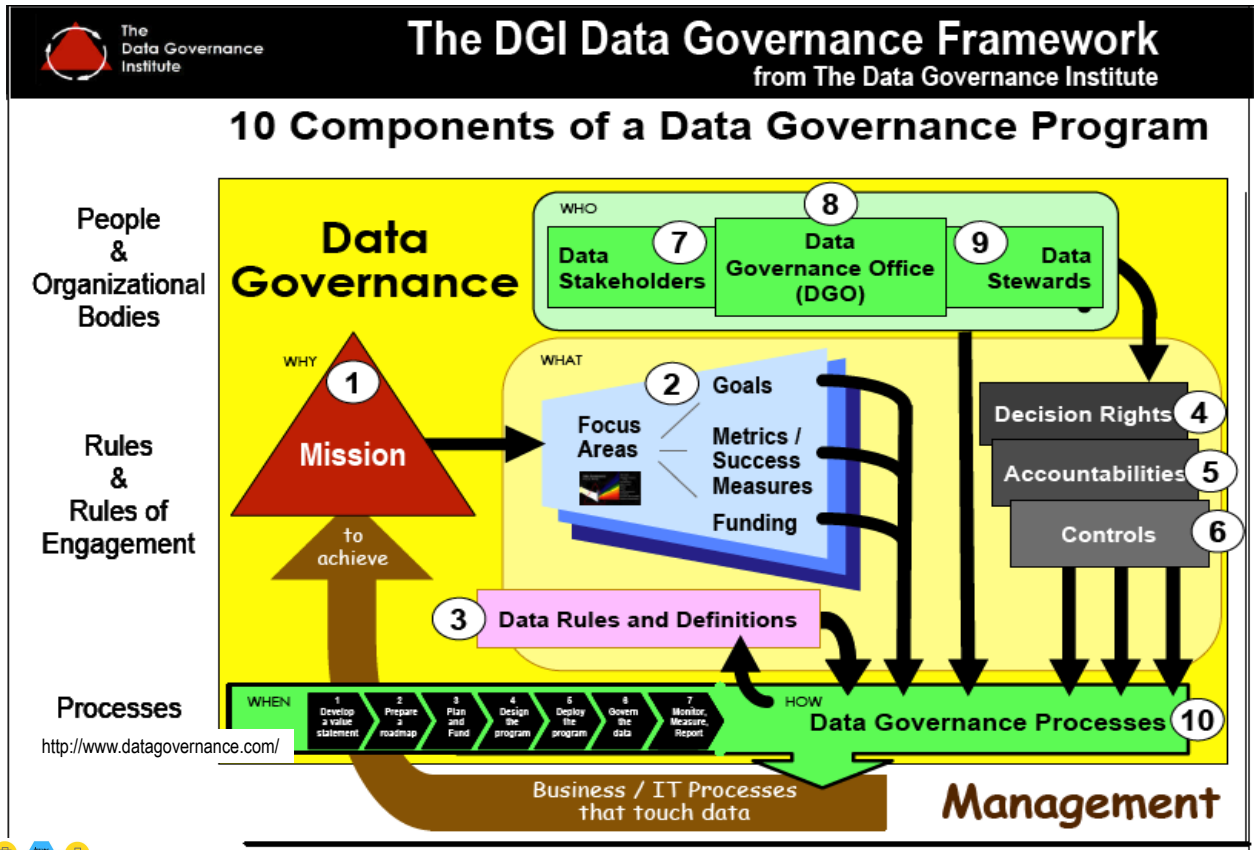 The
Data Governance
Institute
The DGI Data Governance Framework
from The Data Governance Institute
10 Components of a Data Governance Program
People
&
Organizational
Bodies
Data
Governance
WHO
7
Data
Stakeholders
8
Data
Governance Office
(DGO)
9
Data
Stewards
Rules
&
Rules of
Engagement
WHY
1
Mission
WHAT
2
Focus
Areas
Goals
Metrics /
Success
Measures
Funding
Decision Rights
4
Accountabilities
5
Controls
6
to
achieve
3
Data Rules and Definitions
Processes
http://www.datagovernance.com/
WHEN
1
Develop
a value
statement
2
Prepare
a
roadmap
3
Plan
and
Fund
4
Design
the
program
5
Deploy
the
program
6
Govern
the
data
7
Monitor,
Measure,
Report
HOW
Data Governance Processes
10
Business / IT Processes
that touch data
Management